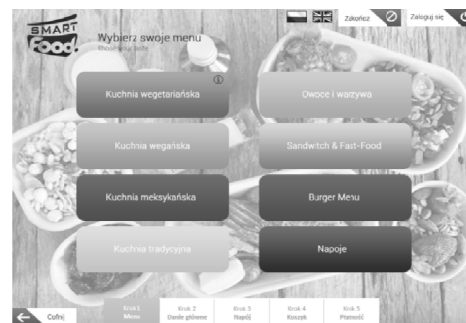 SMART
Food.
Wybierz swoje menu
Zakończ
Zaloguj się
Kuchnia wegetariańska
Owoce i warzywa
Kuchnia wegańska
Sandwitch & Fast-Food
Kuchnia meksykańska
Burger Menu
Kuchnia tradycyjna
Napoje
Cofnij
Krok 1
Menu
Krok 2
Danie główne
Krok 3
Napój
Krok 4
Koszyk
Krok 5
Płatność